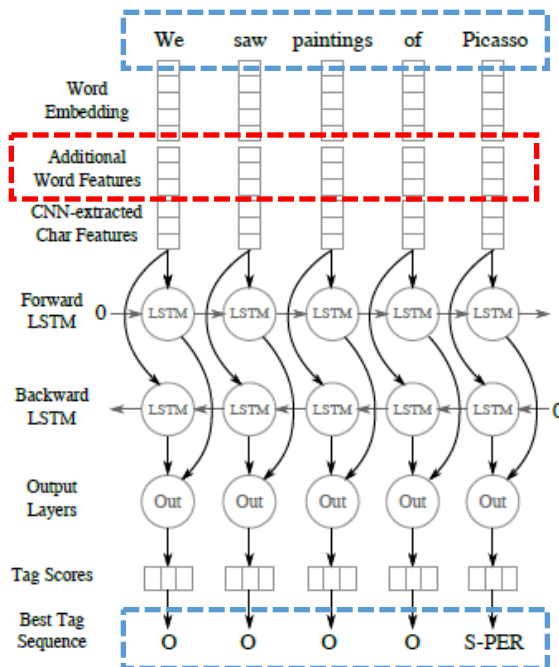 We saw paintings of Picasso
Word
Embedding
Additional
Word Features
CNN-extracted
Char Features
Forward
LSTM
0 LSTM LSTM LSTM LSTM LSTM
Backward
LSTM
LSTM LSTM LSTM LSTM LSTM 0
Output
Layers
Out Out Out Out Out
Tag Scores
Best Tag
Sequence
O O O O S-PER